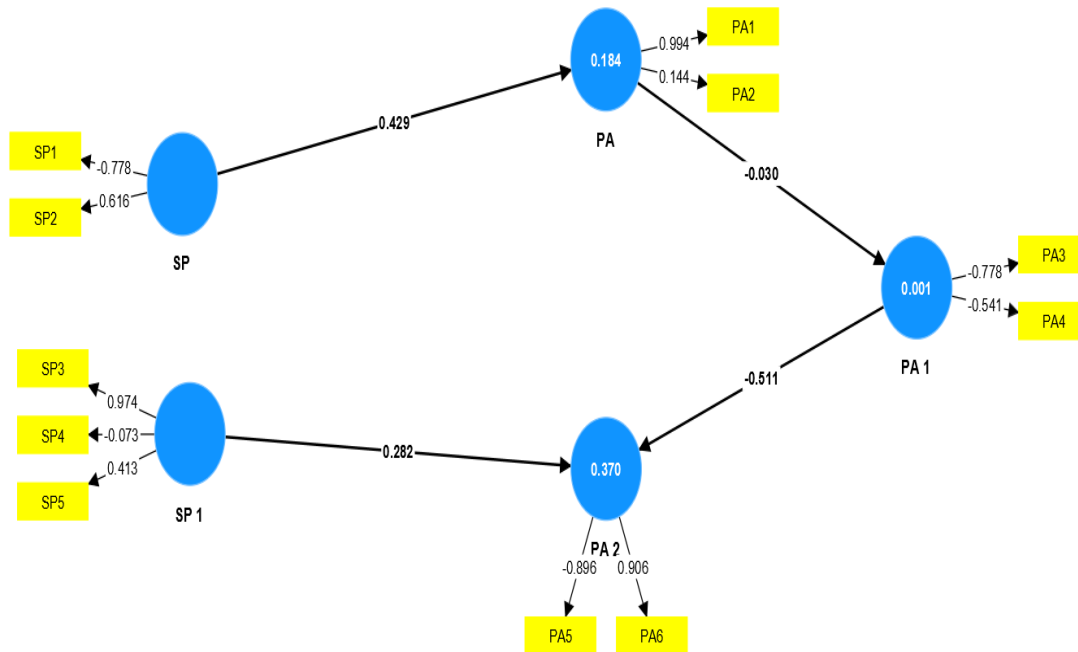 PA1
0.994
0.184
0.144
PA2
PA
0.429
SP1
-0.778
0.616
SP2
SP
-0.030
PA3
-0.778
0.001
-0.541
PA4
PA 1
SP3
0.974
SP4
-0.073
0.413
SP5
SP 1
-0.511
0.282
0.370
PA 2
-0.896
0.906
PA5
PA6